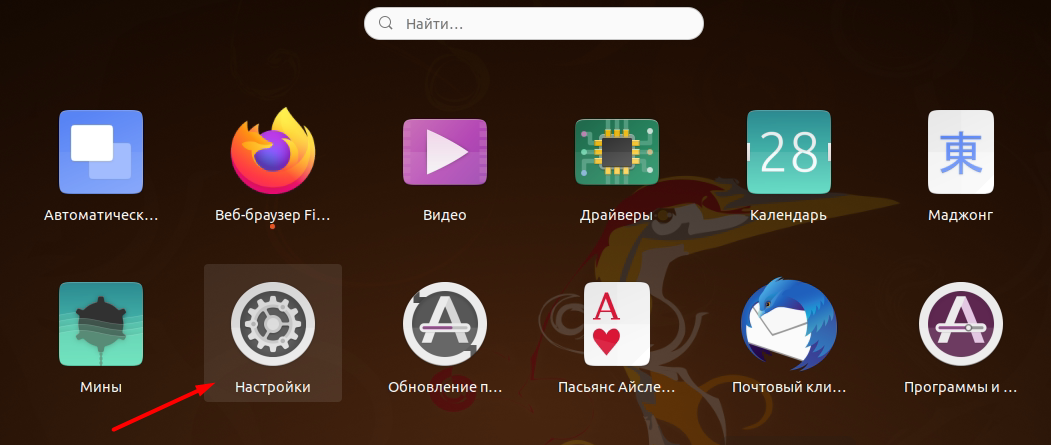 Найти...
28
東
Автоматическ...
Веб-браузер Fi...
Видео
Драйверы
Календарь
Маджонг
A
A
A
Мины
Настройки
Обновление п...
Пасьянс Айсле...
Почтовый кли...
Программы и ...